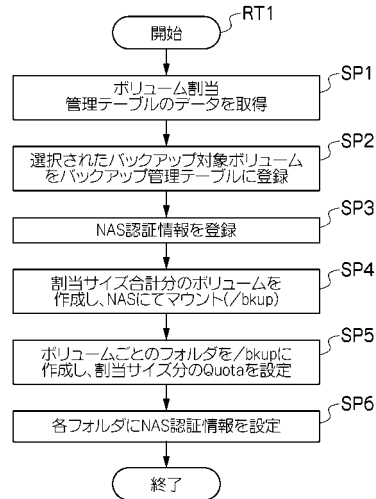 RT1
開始
SP1
ボリューム割当
管理テーブルのデータを取得
SP2
選択されたバックアップ対象ボリューム
をバックアップ管理テーブルに登録
SP3
NAS認証情報を登録
SP4
割当サイズ合計分のボリュームを
作成し、NASにてマウント(/bkup)
SP5
ボリュームごとのフォルダを/bkupに
作成し、割当サイズ分のQuotaを設定
SP6
各フォルダにNAS認証情報を設定
終了